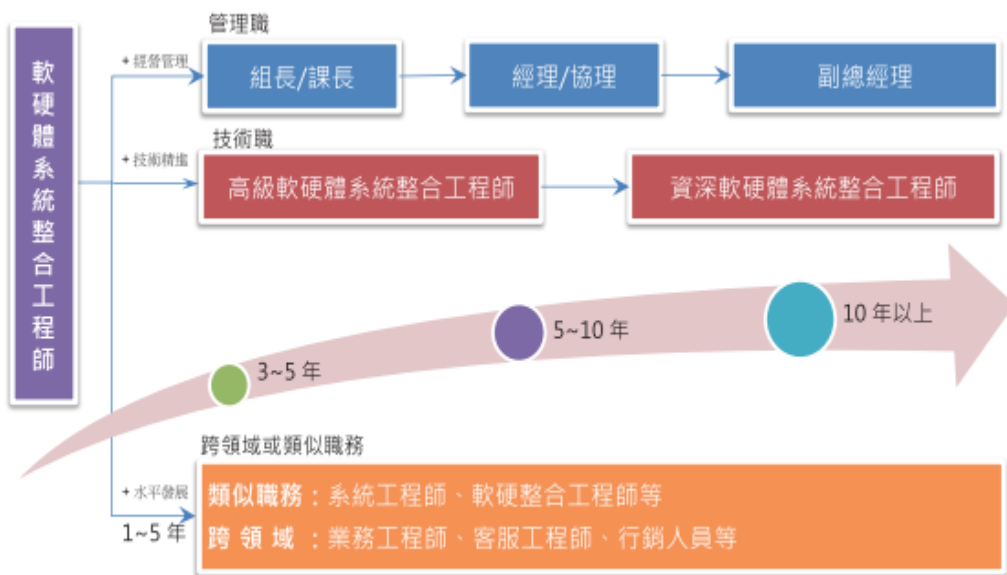 軟硬體系統整合工程師
管理職
+ 經營管理
組長/課長
經理/協理
副總經理
技術職
+ 技術精進
高級軟硬體系統整合工程師
資深軟硬體系統整合工程師
10 年以上
5~10 年
3~5 年
跨領域或類似職務
+ 水平發展
1~5 年
類似職務：系統工程師、軟硬整合工程師等
跨 領 域 ：業務工程師、客服工程師、行銷人員等